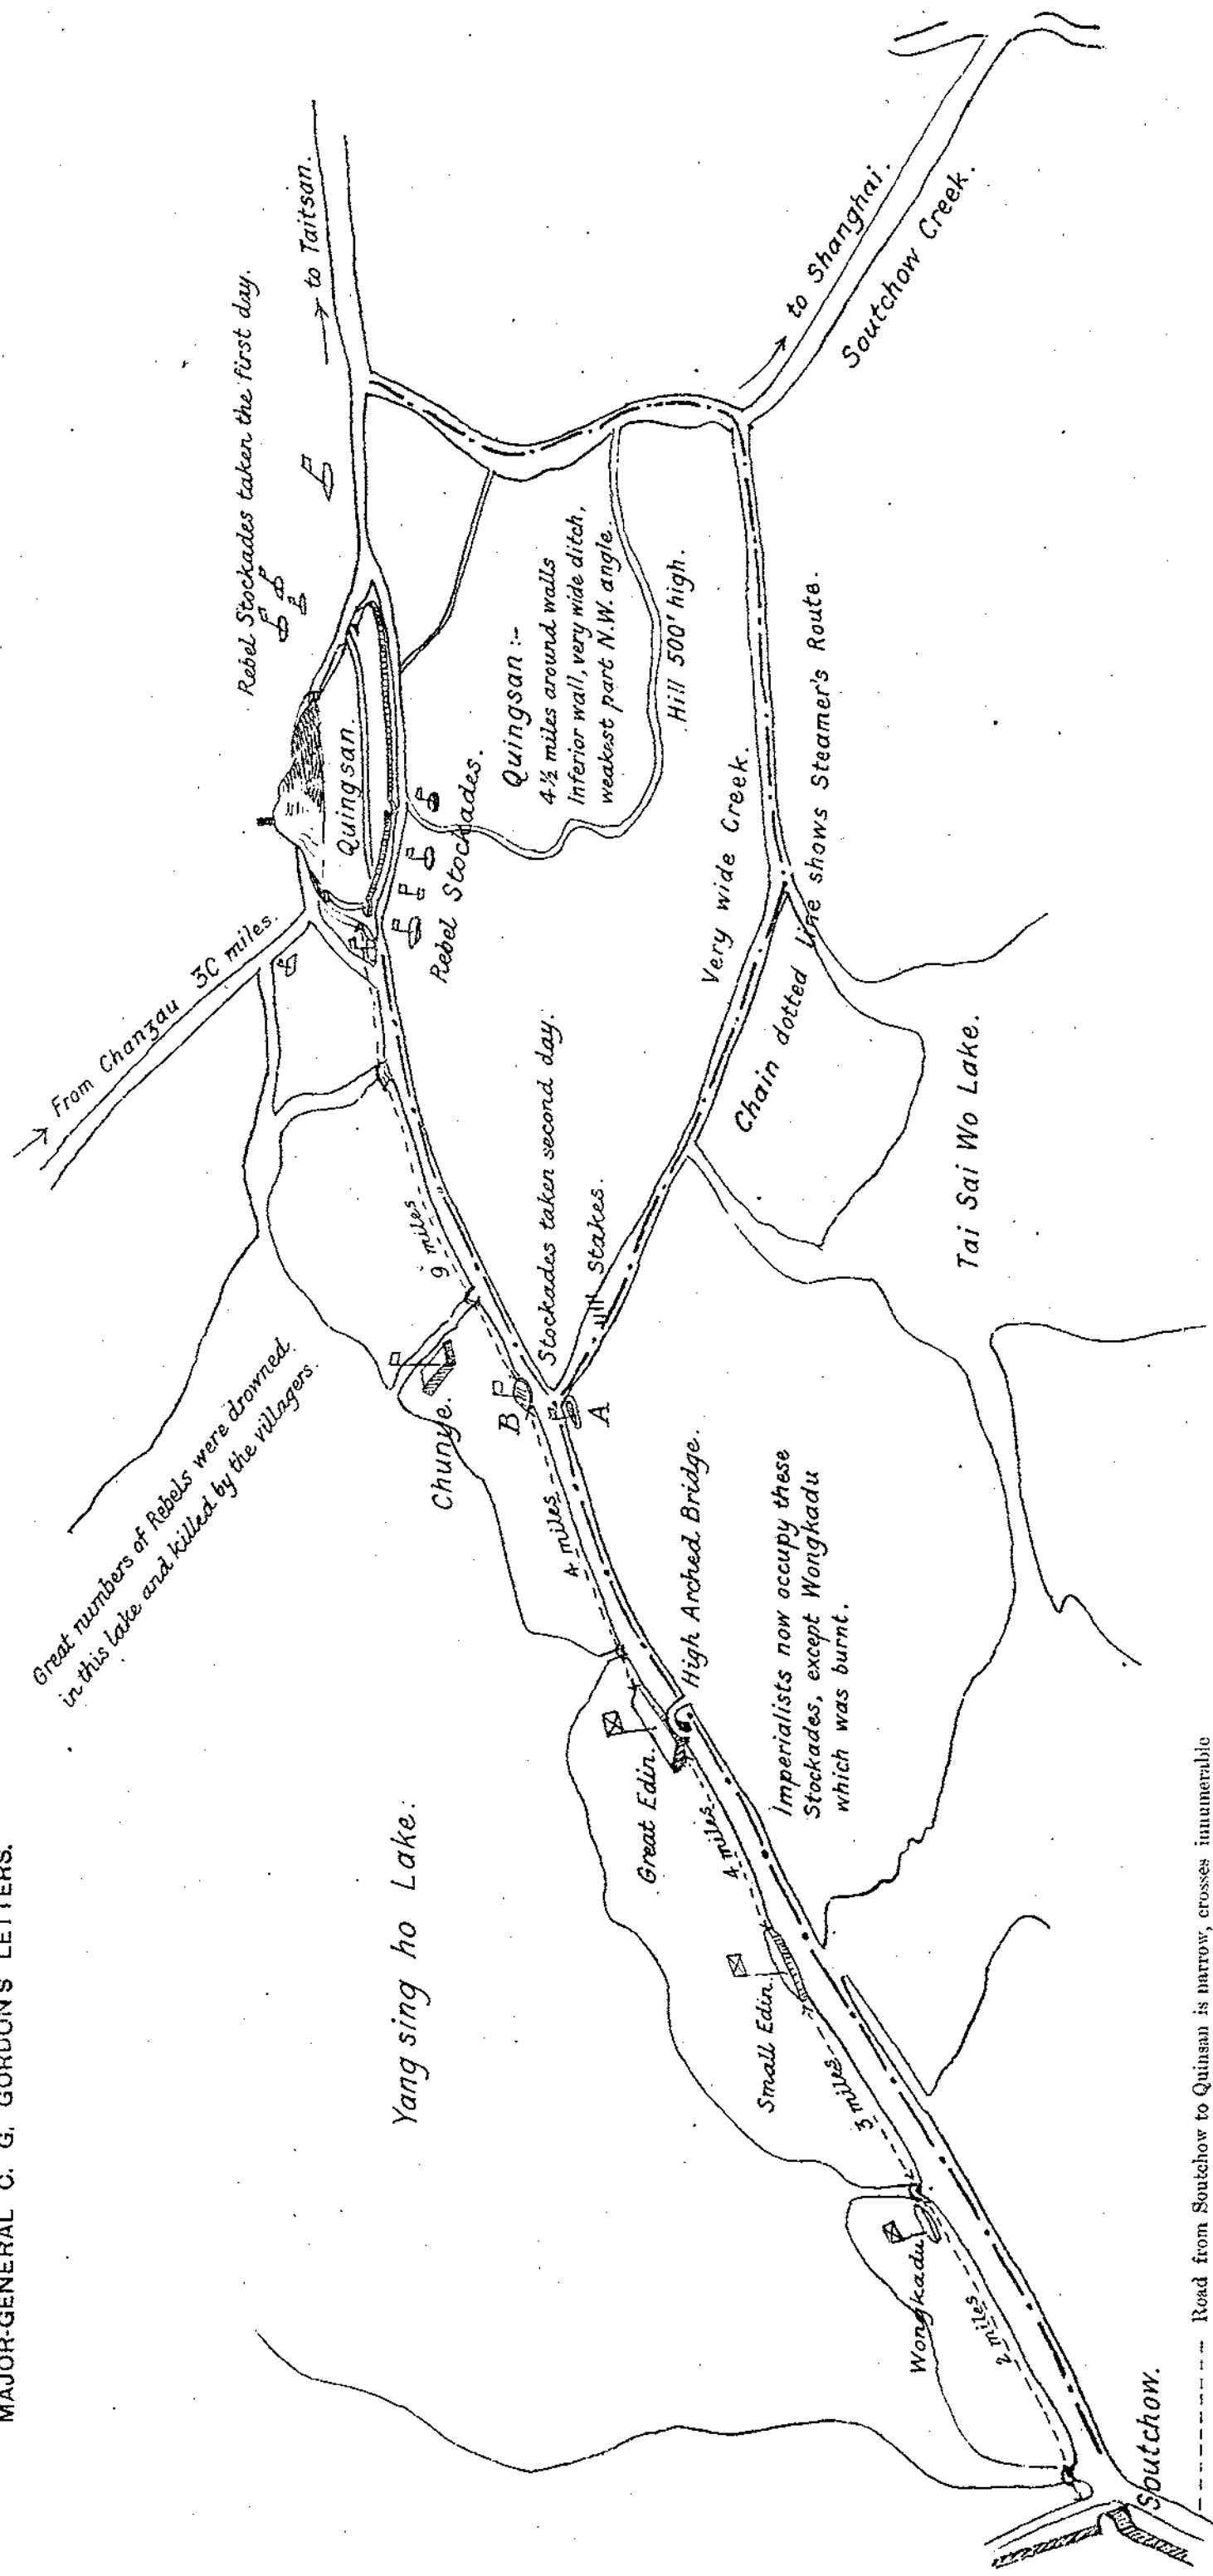 MAJOR-GENERAL C. G. GORDON'S LETTERS.
Great numbers of Rebels were drowned
in this lake and killed by the villagers.
From Chanzau 30 miles.
Rebel Stockades taken the first day.
to Taitsan.
Quingsan.
Rebel Stockades.
Quingsan:-
4½ miles around walls
Inferior wall, very wide ditch,
weakest part N.W. angle.
Hill 500' high.
to Shanghai.
Soutchow Creek.
Yang sing ho Lake.
Chunye.
9 miles
B
Stockades taken second day.
A
Stakes.
Very wide Creek.
Chain dotted line shows Steamer's Route.
Tai Sai Wo Lake.
4 miles
Great Edin.
High Arched Bridge.
Imperialists now occupy these
Stockades, except Wongkadu
which was burnt.
4 miles
Small Edin.
3 miles
Wongkadu
2 miles
Soutchow.
Road from Soutchow to Quinsan is narrow, crosses innumerable